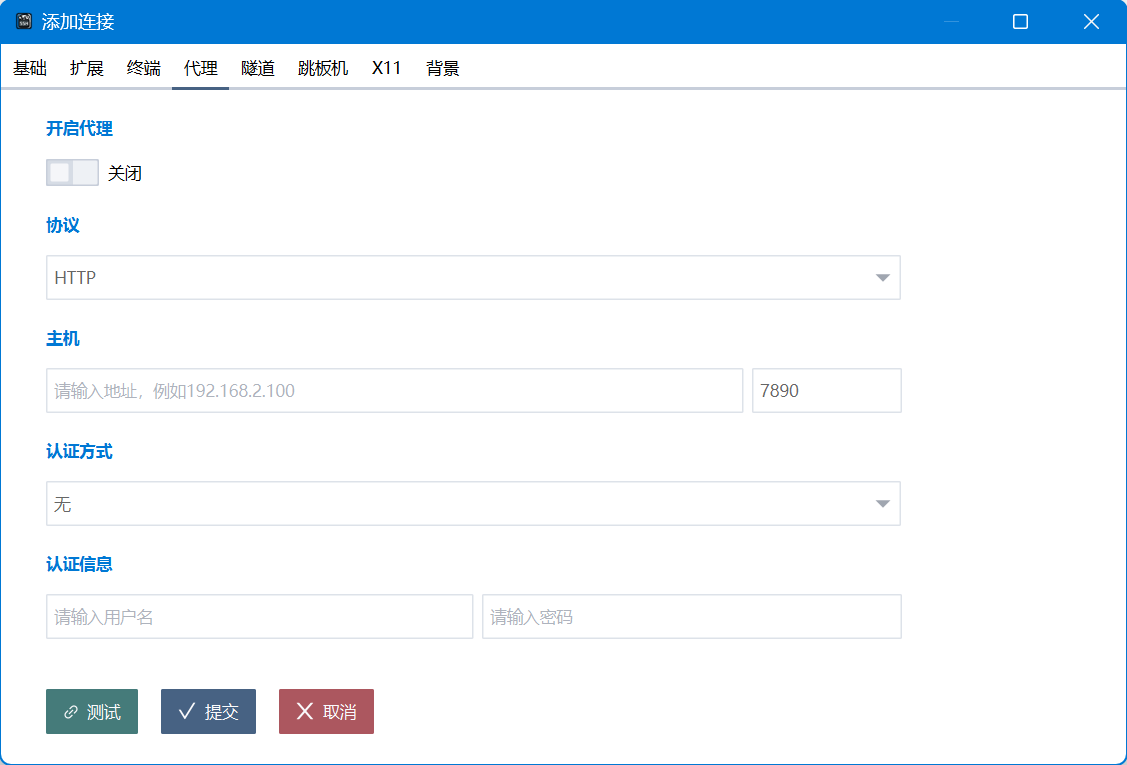 添加连接
基础 扩展 终端 代理 隧道 跳板机 X11 背景
开启代理
关闭
协议
HTTP
主机
请输入地址，例如192.168.2.100 7890
认证方式
无
认证信息
请输入用户名 请输入密码
测试 提交 取消